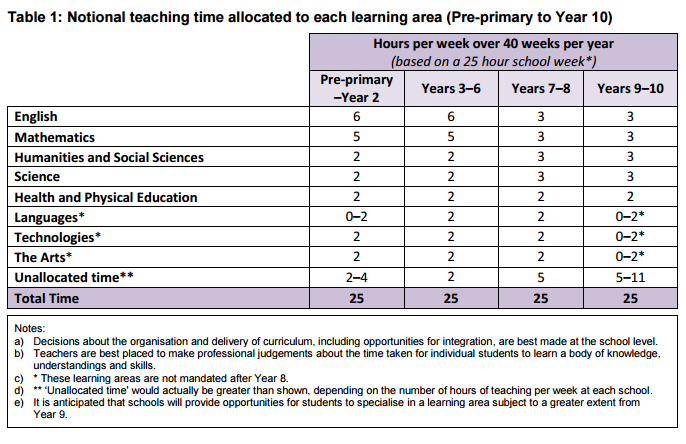 Table 1: Notional teaching time allocated to each learning area (Pre-primary to Year 10)
Hours per week over 40 weeks per year
(based on a 25 hour school week*)
Pre-primary –Year 2 Years 3–6 Years 7–8 Years 9–10
English 6 6 3 3
Mathematics 5 5 3 3
Humanities and Social Sciences 2 2 3 3
Science 2 2 3 3
Health and Physical Education 2 2 2 2
Languages* 0–2 2 2 0–2*
Technologies* 2 2 2 0–2*
The Arts* 2 2 2 0–2*
Unallocated time** 2–4 2 5 5–11
Total Time 25 25 25 25
Notes:
a) Decisions about the organisation and delivery of curriculum, including opportunities for integration, are best made at the school level.
b) Teachers are best placed to make professional judgements about the time taken for individual students to learn a body of knowledge,
understandings and skills.
c) * These learning areas are not mandated after Year 8.
d) ** ‘Unallocated time’ would actually be greater than shown, depending on the number of hours of teaching per week at each school.
e) It is anticipated that schools will provide opportunities for students to specialise in a learning area subject to a greater extent from
Year 9.